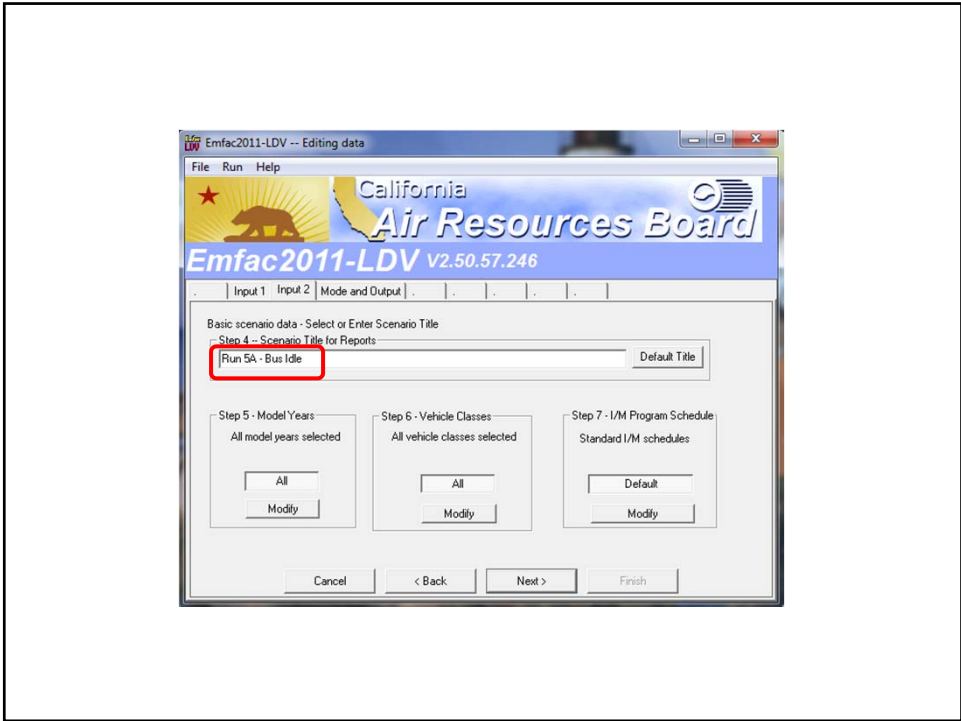 Emfac2011-LDV -- Editing data
File Run Help
California
Air Resources Board
Emfac2011-LDV V2.50.57.246
. Input 1 Input 2 Mode and Output . . . . .
Basic scenario data - Select or Enter Scenario Title
Step 4 -- Scenario Title for Reports
Run 5A - Bus Idle Default Title
Step 5 - Model Years Step 6 - Vehicle Classes Step 7 - I/M Program Schedule
All model years selected All vehicle classes selected Standard I/M schedules
All All Default
Modify Modify Modify
Cancel < Back Next > Finish